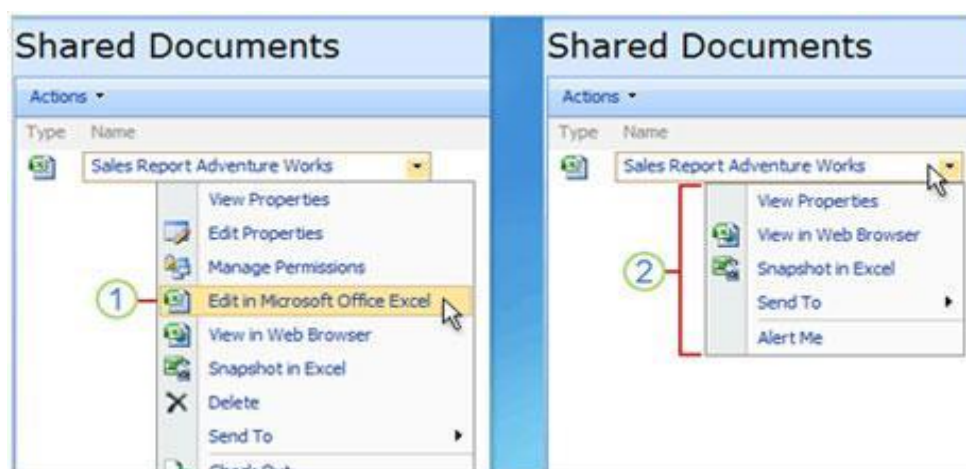 Shared Documents
Actions
Type Name
Sales Report Adventure Works
View Properties
Edit Properties
Manage Permissions
1
Edit in Microsoft Office Excel
View in Web Browser
Snapshot in Excel
Delete
Send To
Check Out
Shared Documents
Actions
Type Name
Sales Report Adventure Works
View Properties
View in Web Browser
2
Snapshot in Excel
Send To
Alert Me